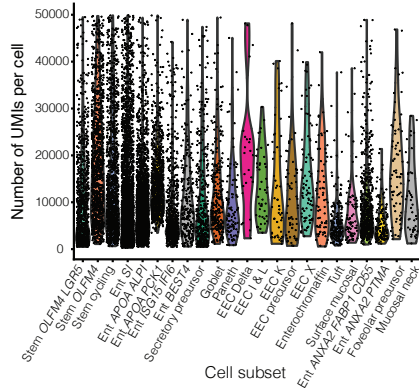 Number of UMIs per cell
50000
40000
30000
20000
10000
0
Stem OLFM4 LGR5
Stem OLFM4
Stem cycling
Ent SI
Ent APOA ALPI
Ent APOA PCK1
Ent ISG15 IFI6
Ent BEST4
Secretory precursor
Goblet
Paneth
EEC Delta
EEC I & L
EEC K
EEC precursor
EEC X
Enterochromaffin
Tuft
Surface mucosal
Ent ANXA2 FABP1 CD55
Ent ANXA2 PTMA
Foveolar precursor
Mucosal neck
Cell subset